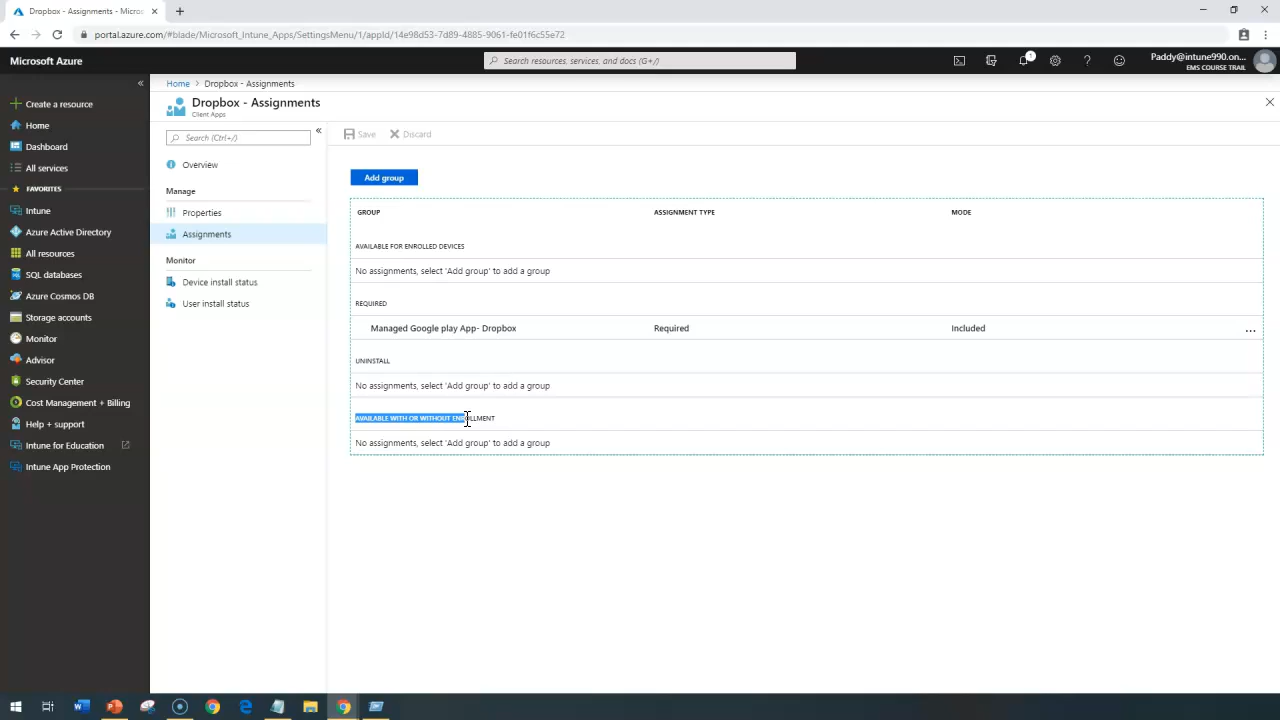 Dropbox - Assignments - Microc
portal.azure.com/#blade/Microsoft_Intune_Apps/SettingsMenu/1/appId/14e98d53-7d89-4885-9061-fe01f6c55e72
Microsoft Azure
Search resources, services, and docs (G+/)
1
Paddy@intune990.on...
EMS COURSE TRAIL
Create a resource
Home
Dashboard
All services
FAVORITES
Intune
Azure Active Directory
All resources
SQL databases
Azure Cosmos DB
Storage accounts
Monitor
Advisor
Security Center
Cost Management + Billing
Help + support
Intune for Education
Intune App Protection
Home > Dropbox - Assignments
Dropbox - Assignments
Client Apps
Search (Ctrl+/)
Overview
Manage
Properties
Assignments
Monitor
Device install status
User install status
Save
Discard
Add group
GROUP ASSIGNMENT TYPE MODE
AVAILABLE FOR ENROLLED DEVICES
No assignments, select 'Add group' to add a group
REQUIRED
Managed Google play App- Dropbox Required Included ...
UNINSTALL
No assignments, select 'Add group' to add a group
AVAILABLE WITH OR WITHOUT ENROLLMENT
No assignments, select 'Add group' to add a group